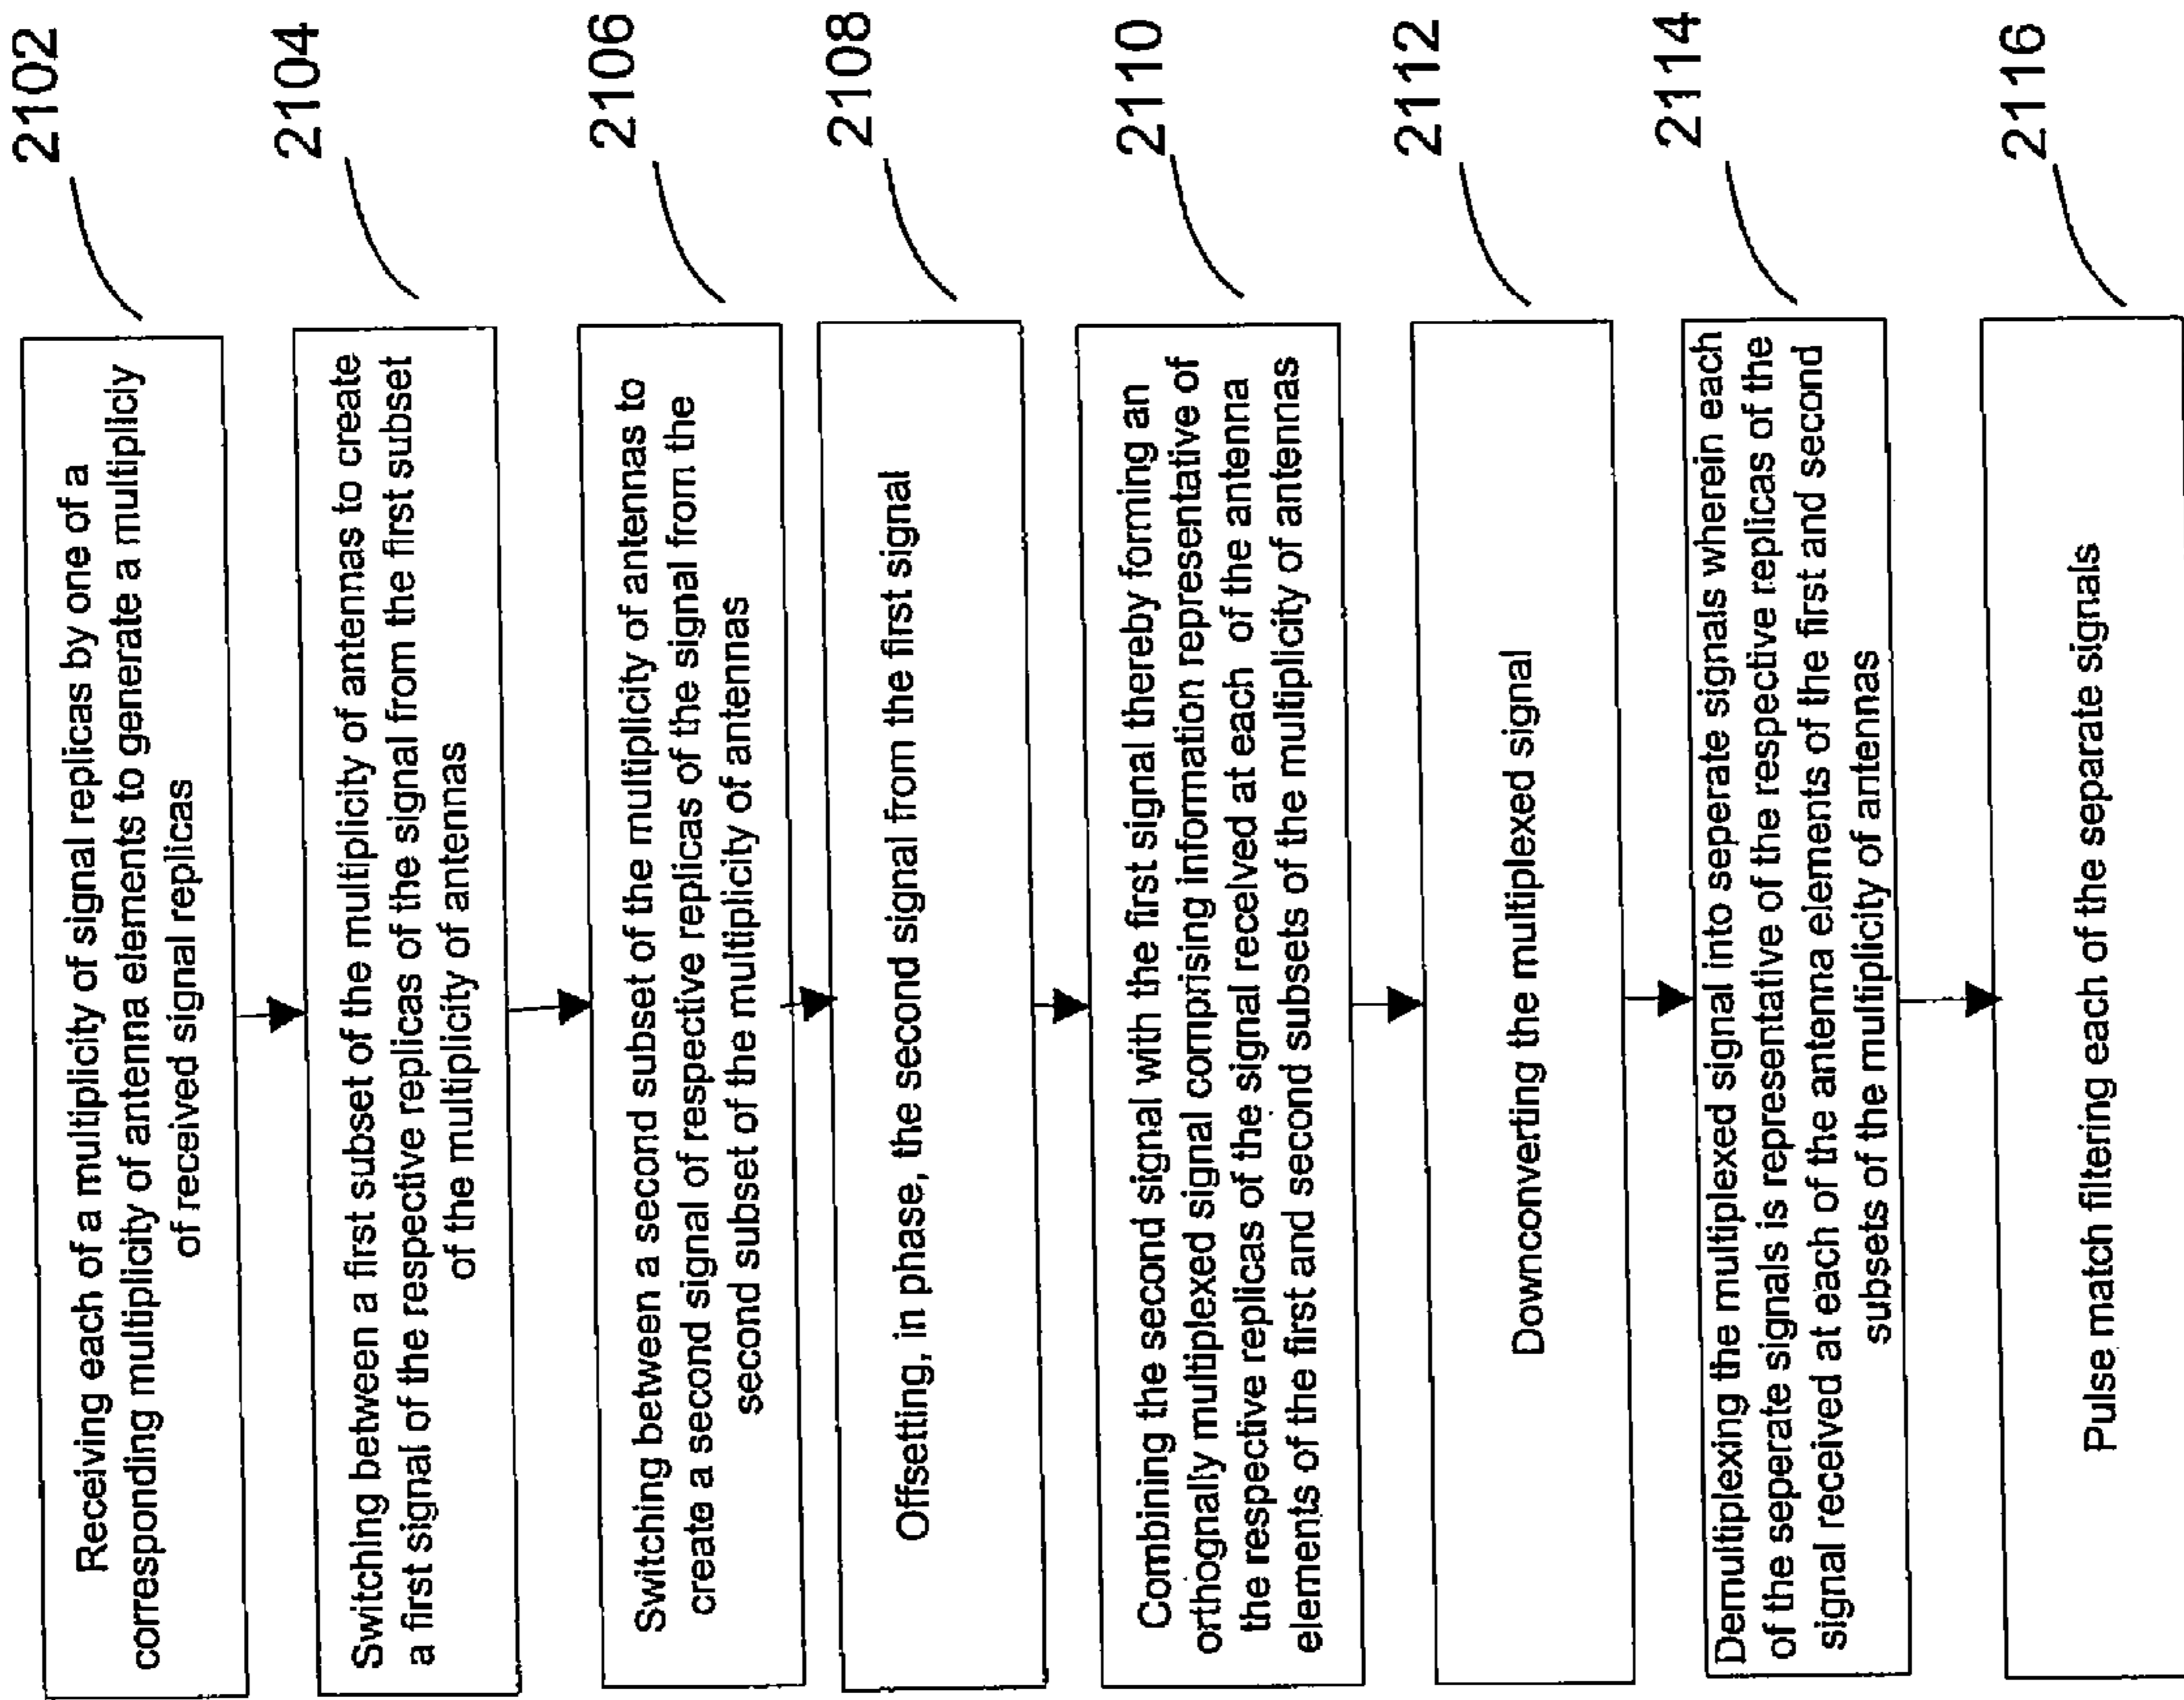 2102
Receiving each of a multiplicity of signal replicas by one of a
corresponding multiplicity of antenna elements to generate a multipliciy
of received signal replicas
2104
Switching between a first subset of the multiplicity of antennas to create
a first signal of the respective replicas of the signal from the first subset
of the multiplicity of antennas
2106
Switching between a second subset of the multiplicity of antennas to
create a second signal of respective replicas of the signal from the
second subset of the multiplicity of antennas
2108
Offsetting, in phase, the second signal from the first signal
2110
Combining the second signal with the first signal thereby forming an
orthognally multiplexed signal comprising information representative of
the respective replicas of the signal received at each of the antenna
elements of the first and second subsets of the multiplicity of antennas
2112
Downconverting the multiplexed signal
2114
Demultiplexing the multiplexed signal into seperate signals wherein each
of the seperate signals is representative of the respective replicas of the
signal received at each of the antenna elements of the first and second
subsets of the multiplicity of antennas
2116
Pulse match filtering each of the separate signals